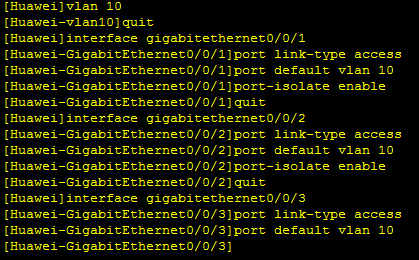 [Huawei]vlan 10
[Huawei-vlan10]quit
[Huawei]interface gigabitethernet0/0/1
[Huawei-GigabitEthernet0/0/1]port link-type access
[Huawei-GigabitEthernet0/0/1]port default vlan 10
[Huawei-GigabitEthernet0/0/1]port-isolate enable
[Huawei-GigabitEthernet0/0/1]quit
[Huawei]interface gigabitethernet0/0/2
[Huawei-GigabitEthernet0/0/2]port link-type access
[Huawei-GigabitEthernet0/0/2]port default vlan 10
[Huawei-GigabitEthernet0/0/2]port-isolate enable
[Huawei-GigabitEthernet0/0/2]quit
[Huawei]interface gigabitethernet0/0/3
[Huawei-GigabitEthernet0/0/3]port link-type access
[Huawei-GigabitEthernet0/0/3]port default vlan 10
[Huawei-GigabitEthernet0/0/3]